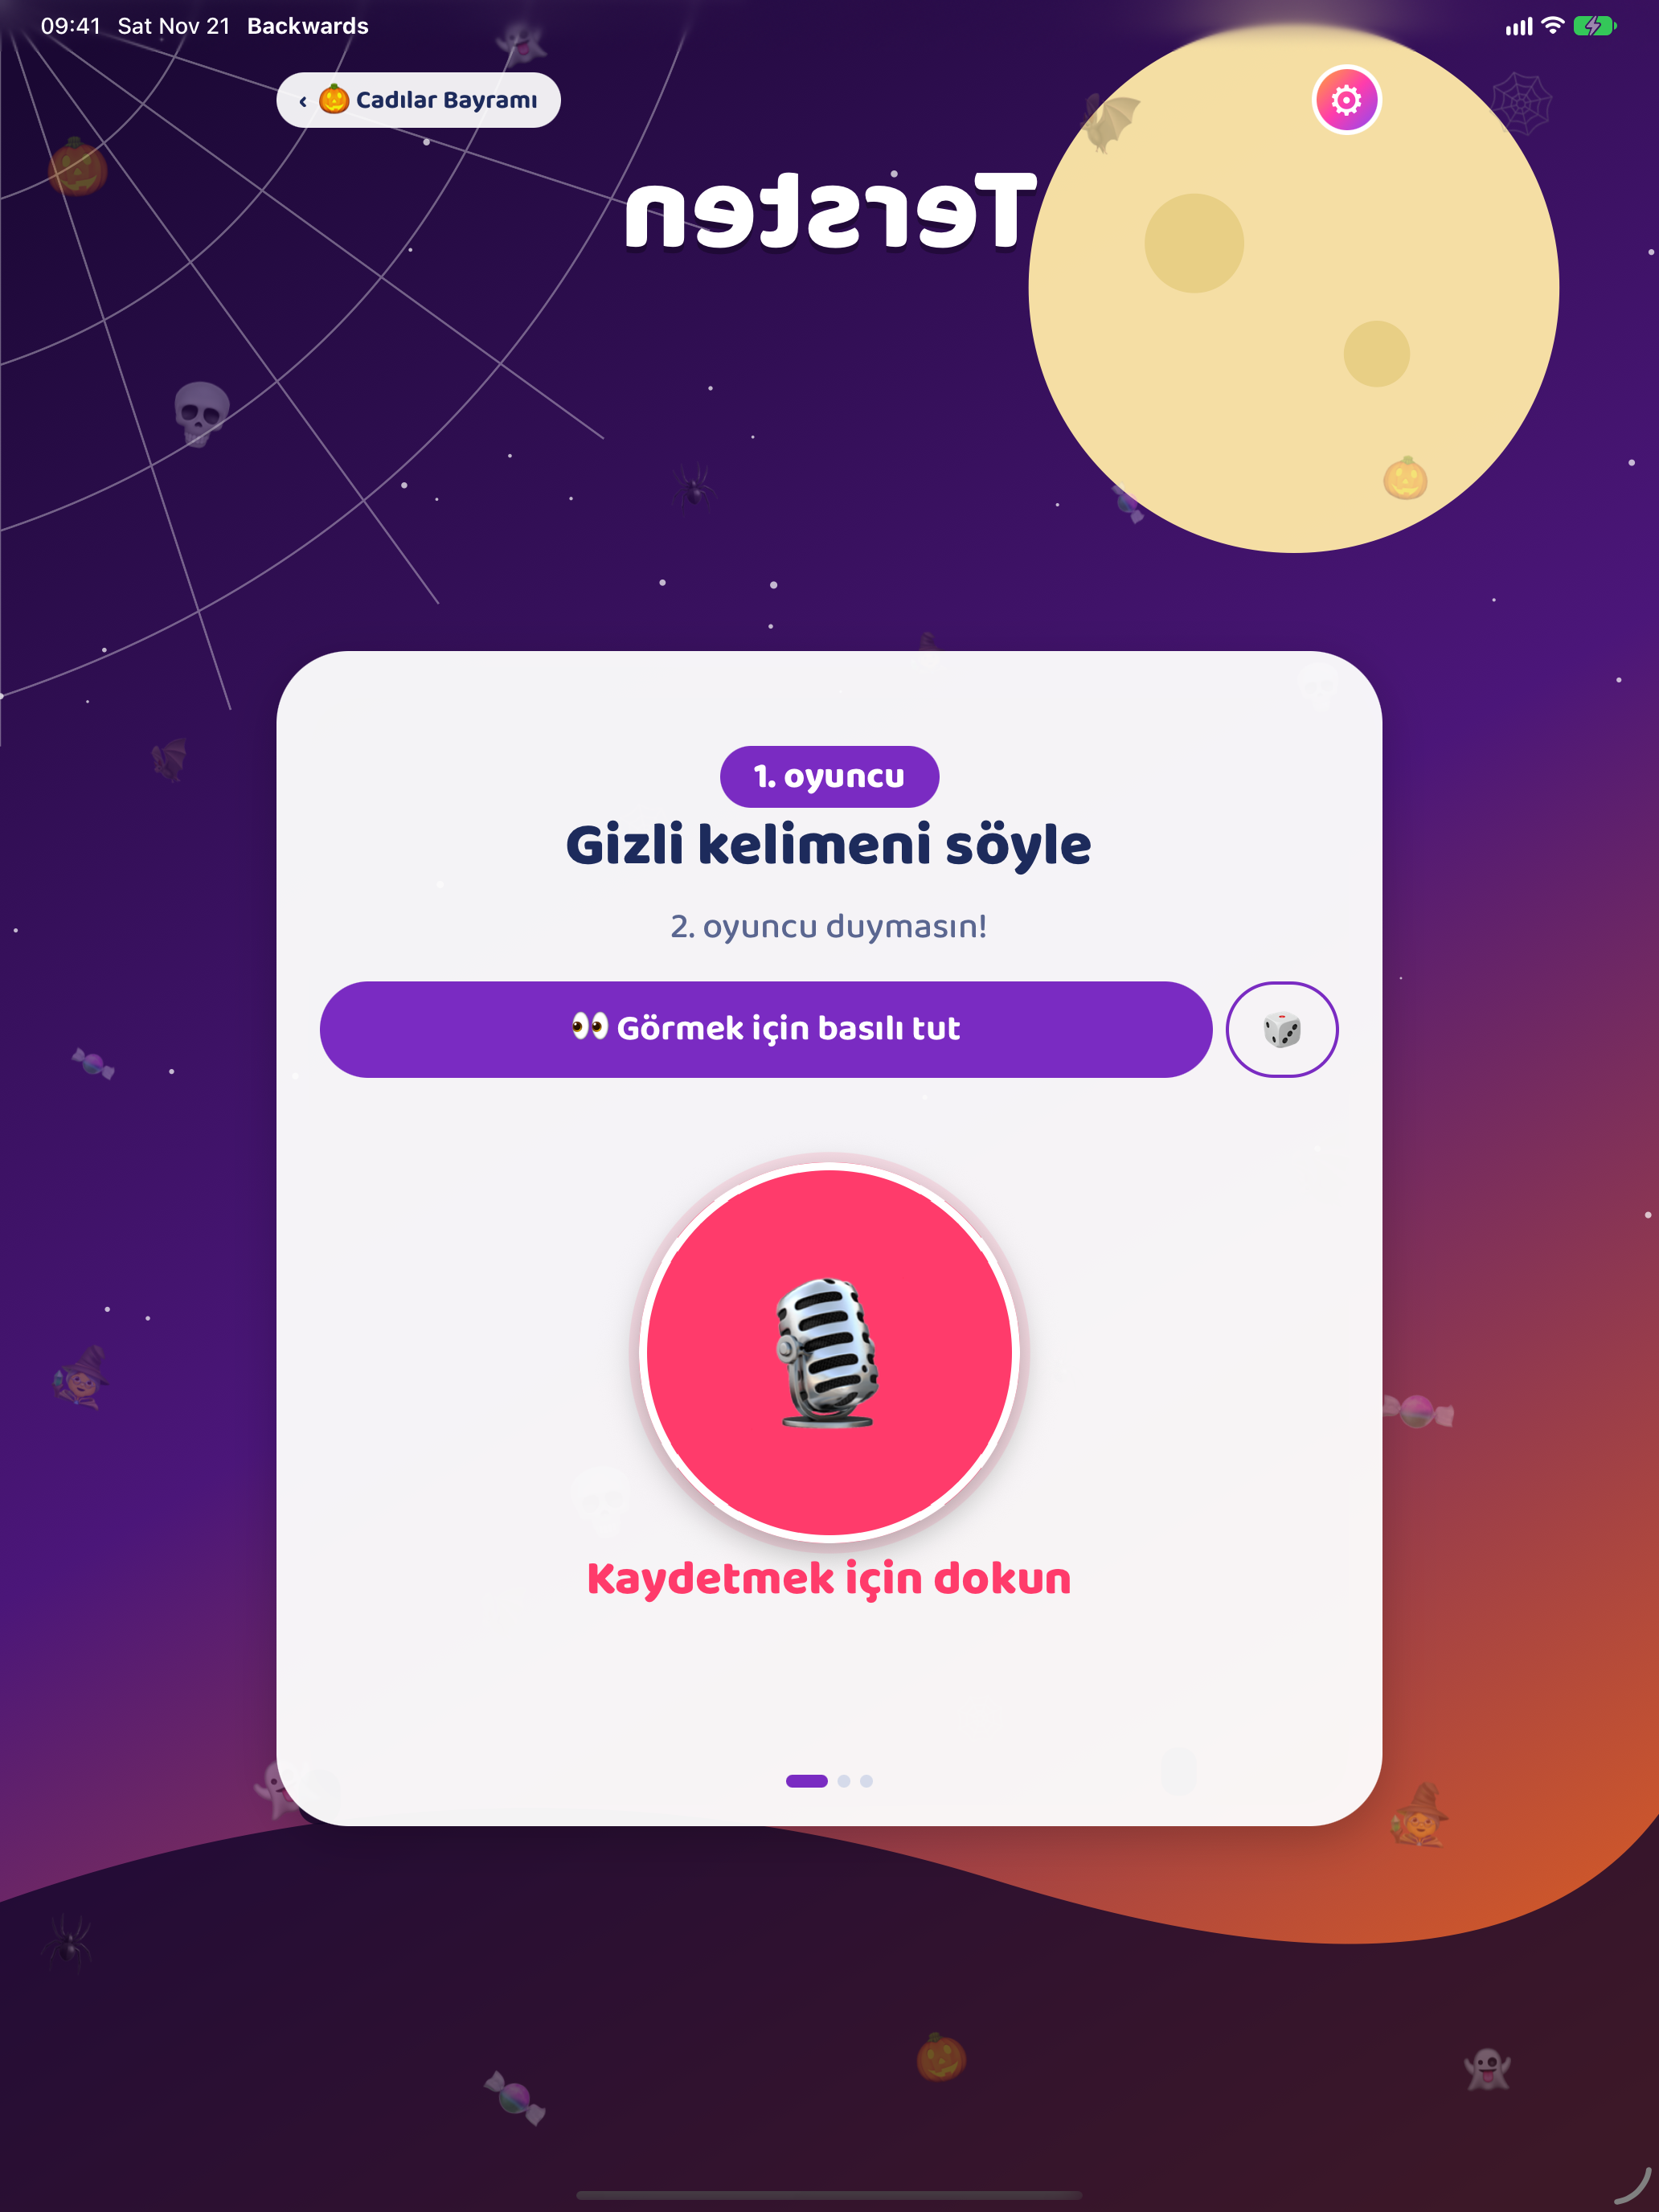 09:41 Sat Nov 21 Backwards
‹ 🎃 Cadılar Bayramı
Tersten
1. oyuncu
Gizli kelimeni söyle
2. oyuncu duymasın!
👀 Görmek için basılı tut
Kaydetmek için dokun